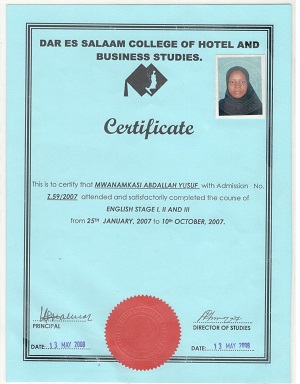 DAR ES SALAAM COLLEGE OF HOTEL AND
BUSINESS STUDIES.
Certificate
This is to certify that MWANAMKASI ABDALLAH YUSUF with Admission No.
Z.59/2007 attended and satisfactorily completed the course of
ENGLISH STAGE I, II AND III
from 25TH JANUARY, 2007 to 10TH OCTOBER, 2007.
PRINCIPAL
DIRECTOR OF STUDIES
DATE: 13 MAY 2008
DATE: 13 MAY 2008